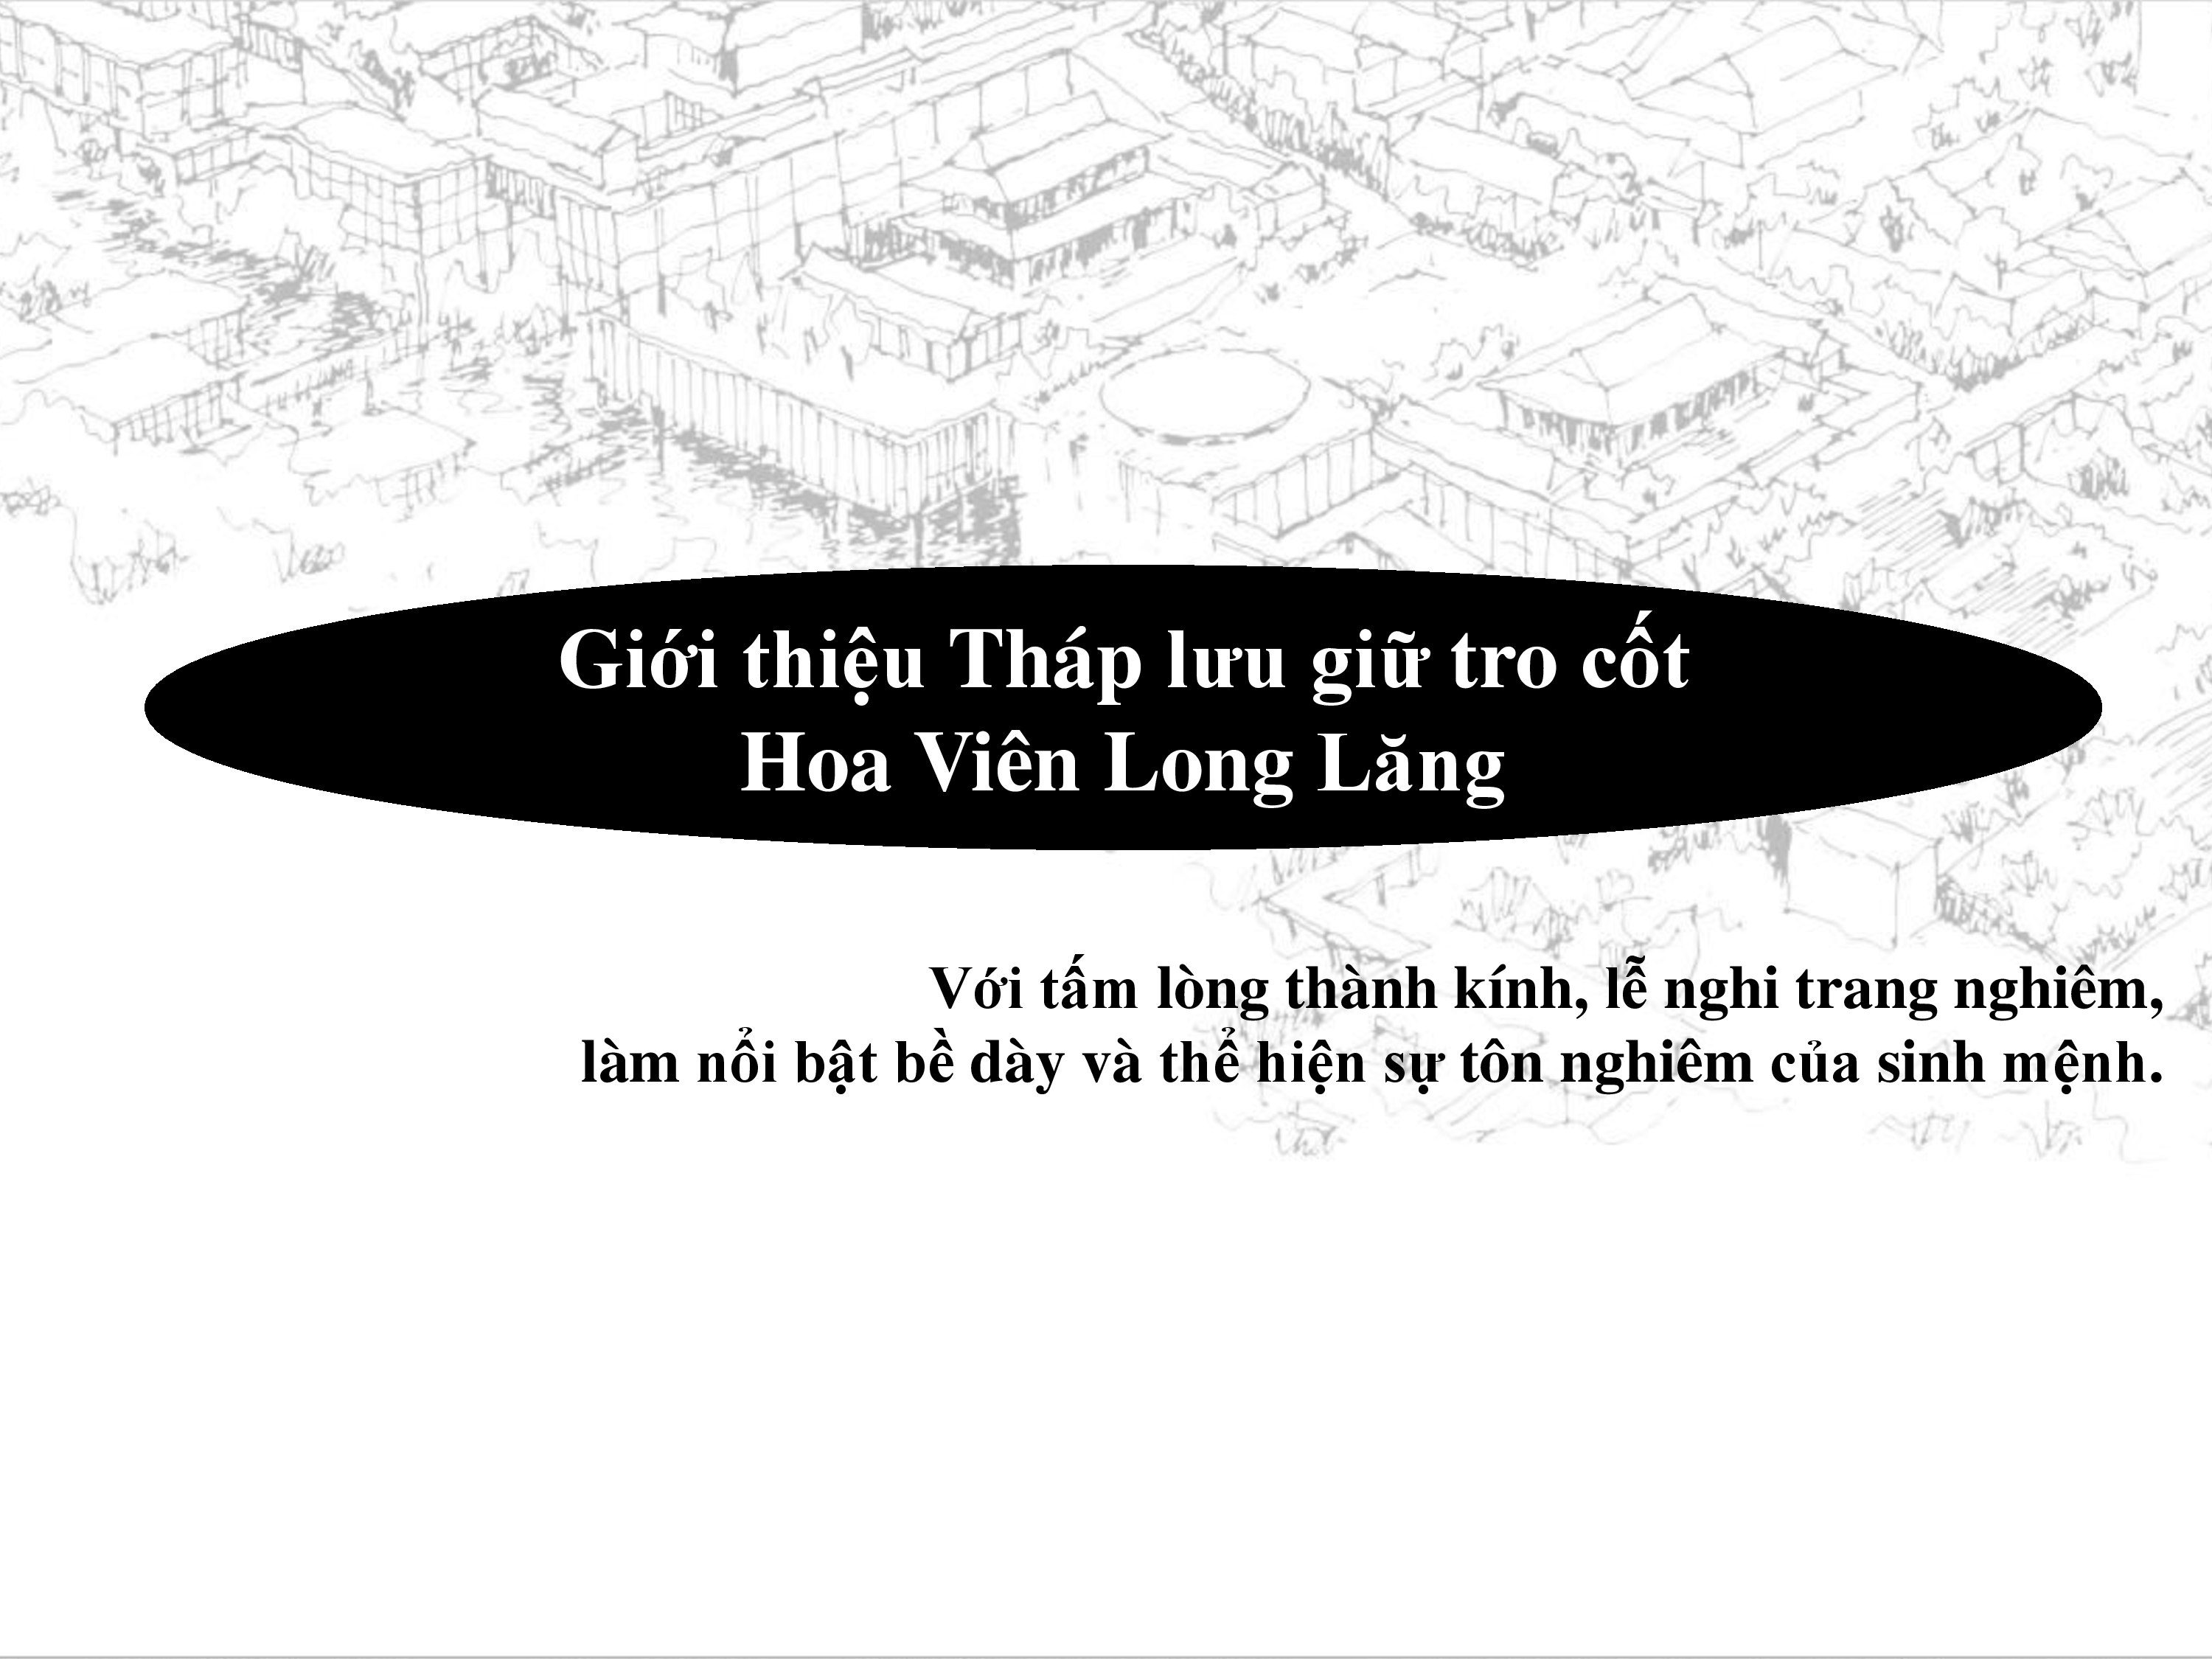 Giới thiệu Tháp lưu giữ tro cốt
Hoa Viên Long Lăng
Với tấm lòng thành kính, lễ nghi trang nghiêm,
làm nổi bật bề dày và thể hiện sự tôn nghiêm của sinh mệnh.